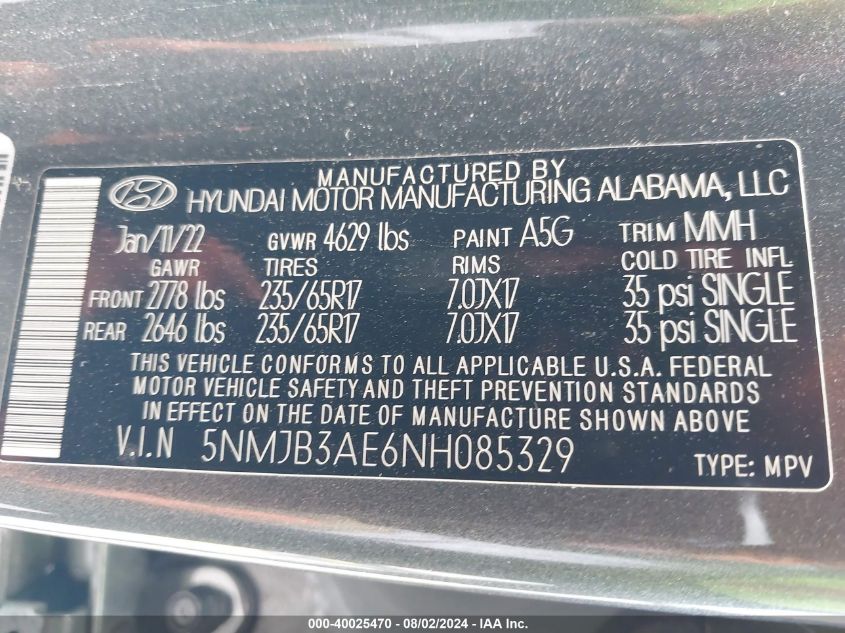 MANUFACTURED BY
HYUNDAI MOTOR MANUFACTURING ALABAMA, LLC
Jan/11/22 GVWR 4629 lbs PAINT A5G TRIM MMH
GAWR TIRES RIMS COLD TIRE INFL
FRONT 2778 lbs 235/65R17 7.0JX17 35 psi SINGLE
REAR 2646 lbs 235/65R17 7.0JX17 35 psi SINGLE
THIS VEHICLE CONFORMS TO ALL APPLICABLE U.S.A. FEDERAL
MOTOR VEHICLE SAFETY AND THEFT PREVENTION STANDARDS
IN EFFECT ON THE DATE OF MANUFACTURE SHOWN ABOVE
V.I.N 5NMJB3AE6NH085329 TYPE: MPV
000-40025470 - 08/02/2024 - IAA Inc.